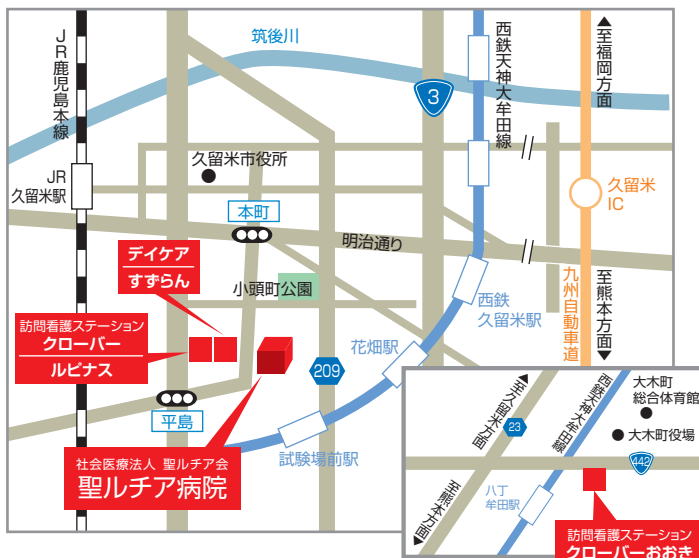 JR鹿児島本線
筑後川
3
西鉄天神大牟田線
至福岡方面
JR
久留米駅
久留米市役所
本町
明治通り
久留米
IC
デイケア
すずらん
小頭町公園
西鉄
久留米駅
九州自動車道
至熊本方面
訪問看護ステーション
クローバー
ルピナス
花畑駅
209
平島
試験場前駅
社会医療法人 聖ルチア会
聖ルチア病院
至久留米方面
西鉄天神大牟田線
大木町
総合体育館
23
大木町役場
442
至熊本方面
八丁
牟田駅
訪問看護ステーション
クローバーおおき